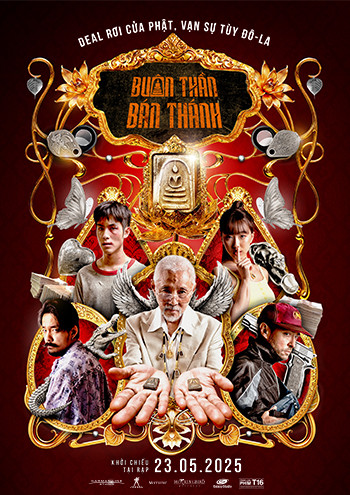 DEAL RƠI CỬA PHẬT, VẠN SỰ TÙY ĐÔ-LA
BUÔN THẦN
BÁN THÁNH
KHỞI CHIẾU
TẠI RẠP
23.05.2025
T16